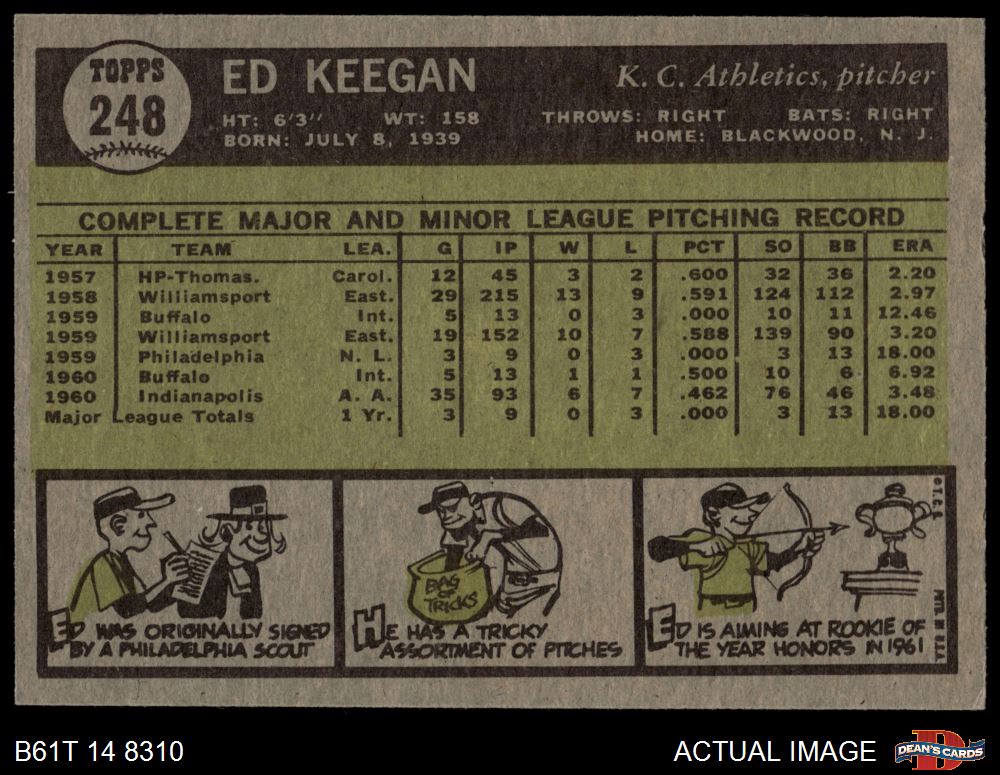 TOPPS
248
ED KEEGAN
K. C. Athletics, pitcher
HT: 6'3" WT: 158 THROWS: RIGHT BATS: RIGHT
BORN: JULY 8, 1939 HOME: BLACKWOOD, N. J.
COMPLETE MAJOR AND MINOR LEAGUE PITCHING RECORD
YEAR TEAM LEA. G IP W L PCT SO BB ERA
1957 HP-Thomas. Carol. 12 45 3 2 .600 32 36 2.20
1958 Williamsport East. 29 215 13 9 .591 124 112 2.97
1959 Buffalo Int. 5 13 0 3 .000 10 11 12.46
1959 Williamsport East. 19 152 10 7 .588 139 90 3.20
1959 Philadelphia N. L. 3 9 0 3 .000 3 13 18.00
1960 Buffalo Int. 5 13 1 1 .500 10 6 6.92
1960 Indianapolis A. A. 35 93 6 7 .462 76 46 3.48
Major League Totals 1 Yr. 3 9 0 3 .000 3 13 18.00
ED WAS ORIGINALLY SIGNED
BY A PHILADELPHIA SCOUT
BAG
OF
TRICKS
HE HAS A TRICKY
ASSORTMENT OF PITCHES
ED IS AIMING AT ROOKIE OF
THE YEAR HONORS IN 1961
© T. C. G.
PRTD. IN U.S.A.
B61T 14 8310
ACTUAL IMAGE
D
DEAN'S CARDS